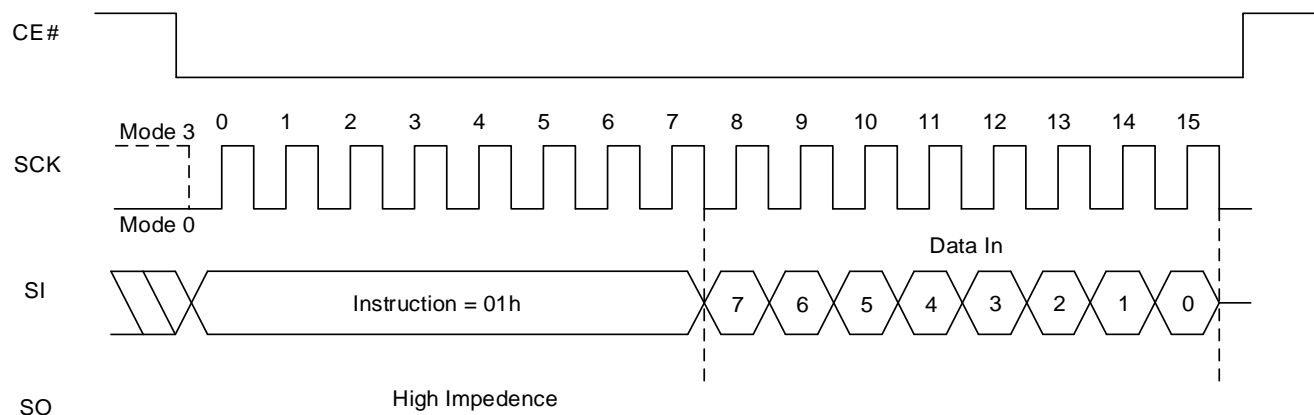 CE#
Mode 3 0 1 2 3 4 5 6 7 8 9 10 11 12 13 14 15
SCK
Mode 0
Data In
SI
Instruction = 01h 7 6 5 4 3 2 1 0
High Impedence
SO